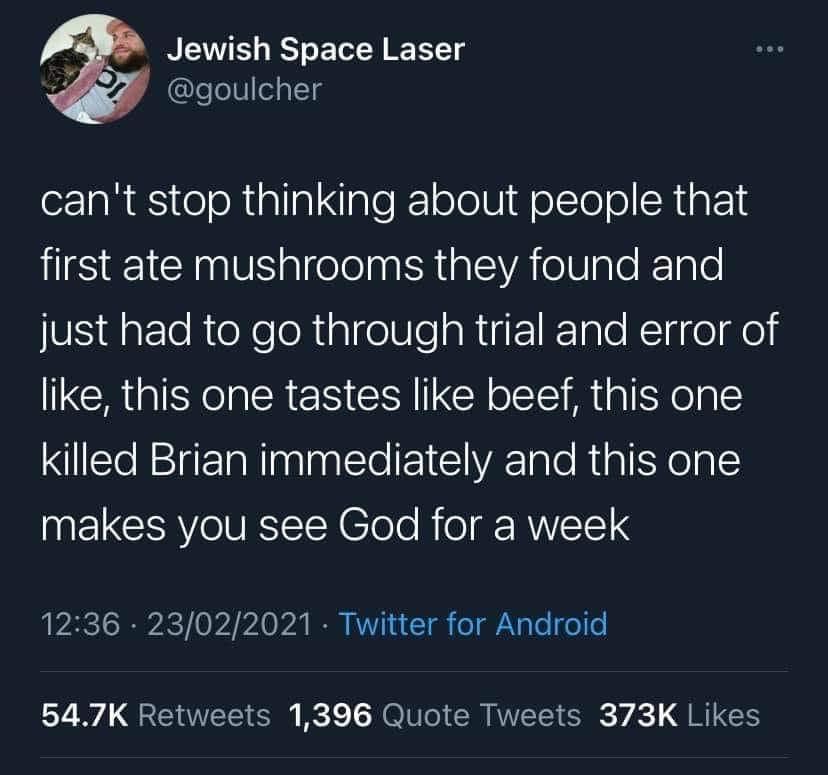 Jewish Space Laser
@goulcher
can't stop thinking about people that
first ate mushrooms they found and
just had to go through trial and error of
like, this one tastes like beef, this one
killed Brian immediately and this one
makes you see God for a week
12:36 · 23/02/2021 · Twitter for Android
54.7K Retweets 1,396 Quote Tweets 373K Likes